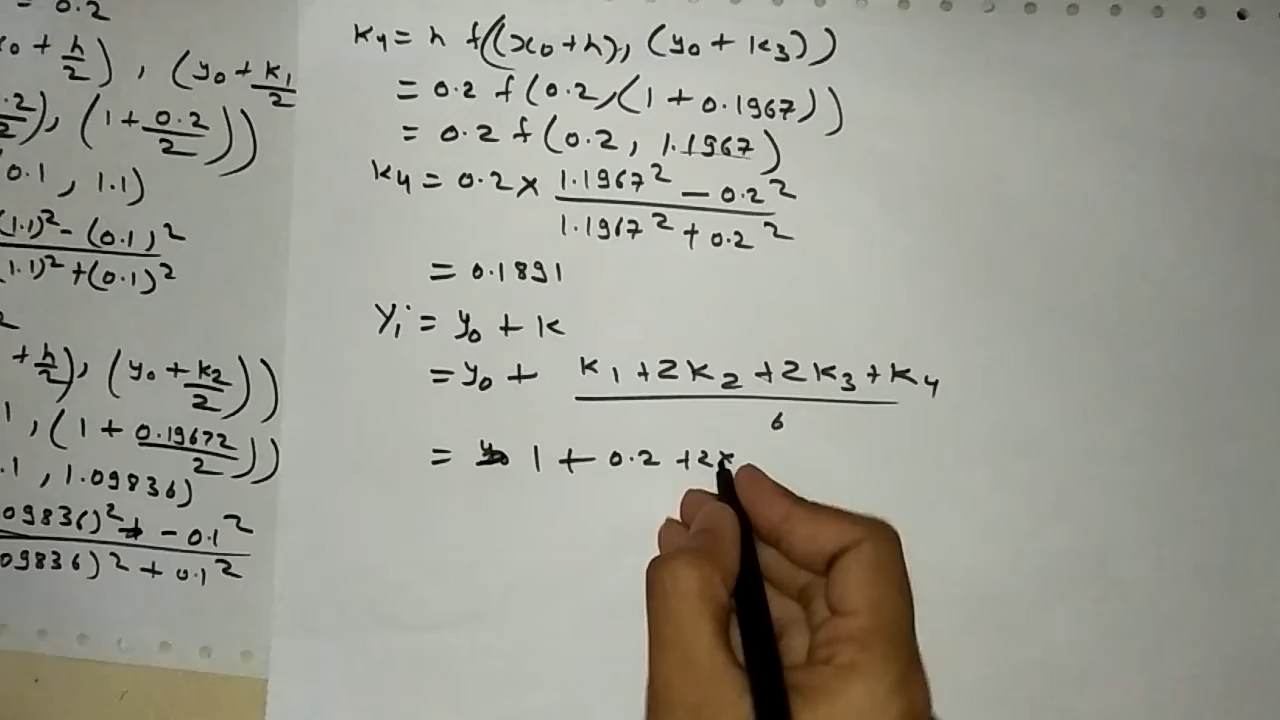 = 0.2
x0 + h/2), (y0 + k1/2
.2/2), (1 + 0.2/2))
(0.1, 1.1)
(1.1)² - (0.1)²
1.1)² + (0.1)²
2
+ h/2), (y0 + k2/2))
1, (1 + 0.19672/2))
.1, 1.09836)
09836)² - 0.1²
09836)² + 0.1²
K4 = h f((x0 + h), (y0 + k3))
= 0.2 f(0.2, (1 + 0.1967))
= 0.2 f(0.2, 1.1967)
K4 = 0.2 × 1.1967² - 0.2²
1.1967² + 0.2²
= 0.1891
Y1 = y0 + k
= y0 + K1 + 2K2 + 2K3 + K4
6
= 1 + 0.2 + 2×